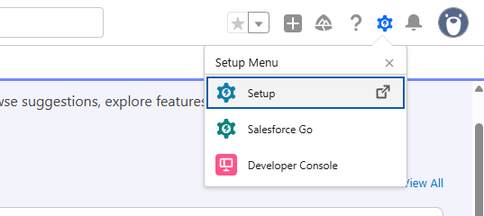 Setup Menu
Setup
wse suggestions, explore features
Salesforce Go
Developer Console
View All